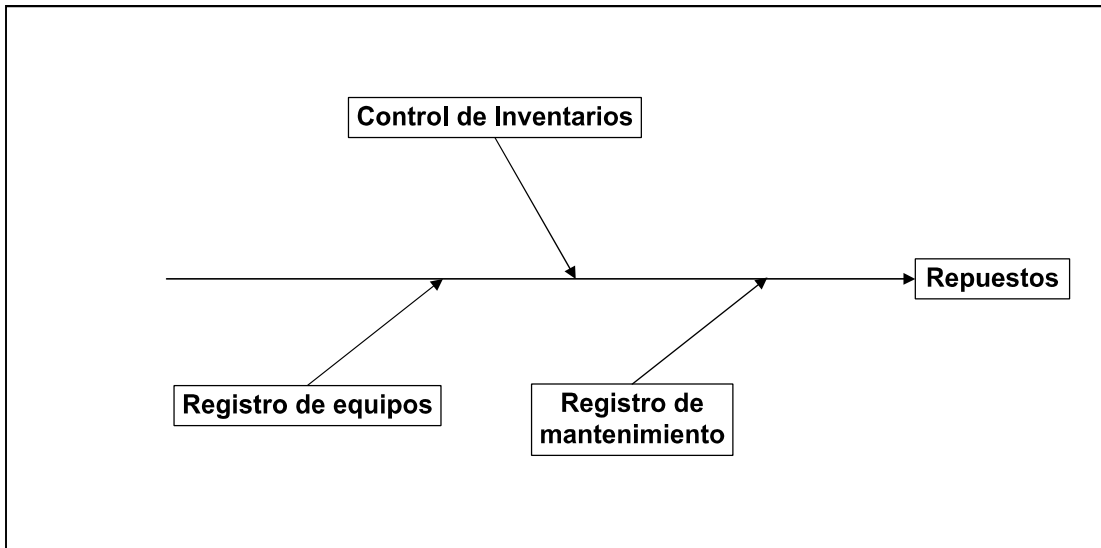 Control de Inventarios
Repuestos
Registro de equipos
Registro de
mantenimiento